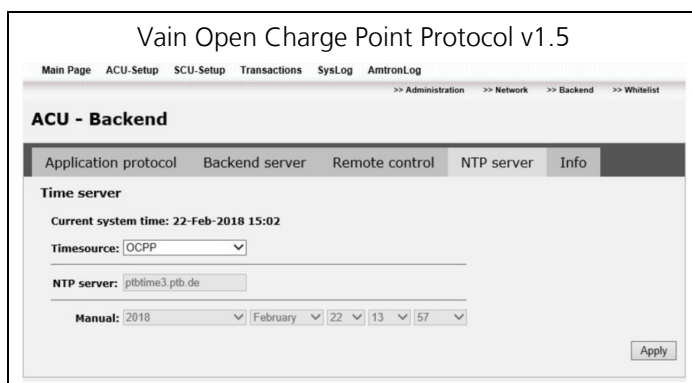 Vain Open Charge Point Protocol v1.5
Main Page ACU-Setup SCU-Setup Transactions SysLog AmtronLog
>> Administration >> Network >> Backend >> Whitelist
ACU - Backend
Application protocol Backend server Remote control NTP server Info
Time server
Current system time: 22-Feb-2018 15:02
Timesource: OCPP
NTP server: ptbtime3.ptb.de
Manual: 2018 February 22 13 57
Apply